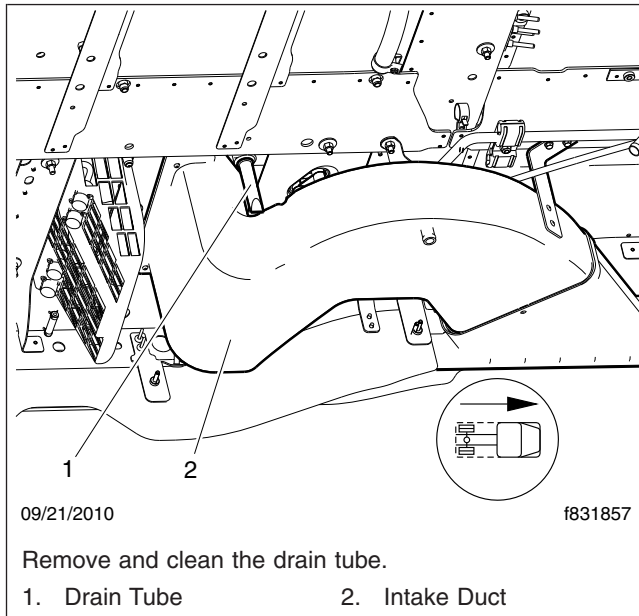 1
2
09/21/2010
f831857
Remove and clean the drain tube.
1. Drain Tube
2. Intake Duct